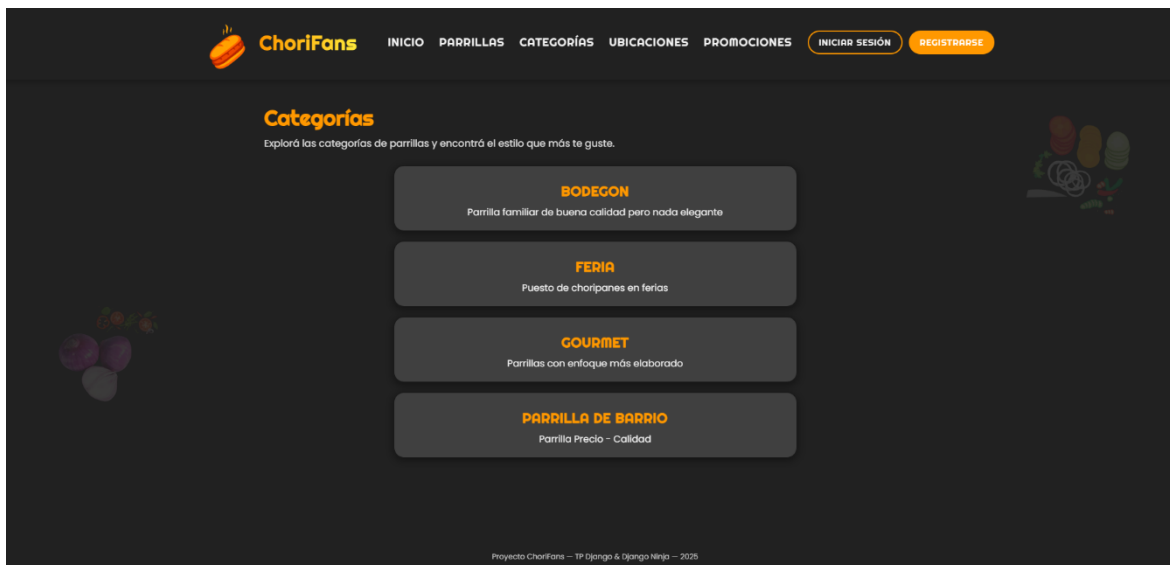 ChoriFans
INICIO PARRILLAS CATEGORÍAS UBICACIONES PROMOCIONES INICIAR SESIÓN REGISTRARSE
Categorías
Explorá las categorías de parrillas y encontrá el estilo que más te guste.
BODEGON
Parrilla familiar de buena calidad pero nada elegante
FERIA
Puesto de choripanes en ferias
GOURMET
Parrillas con enfoque más elaborado
PARRILLA DE BARRIO
Parrilla Precio - Calidad
Proyecto ChoriFans — TP Django & Django Ninja — 2025